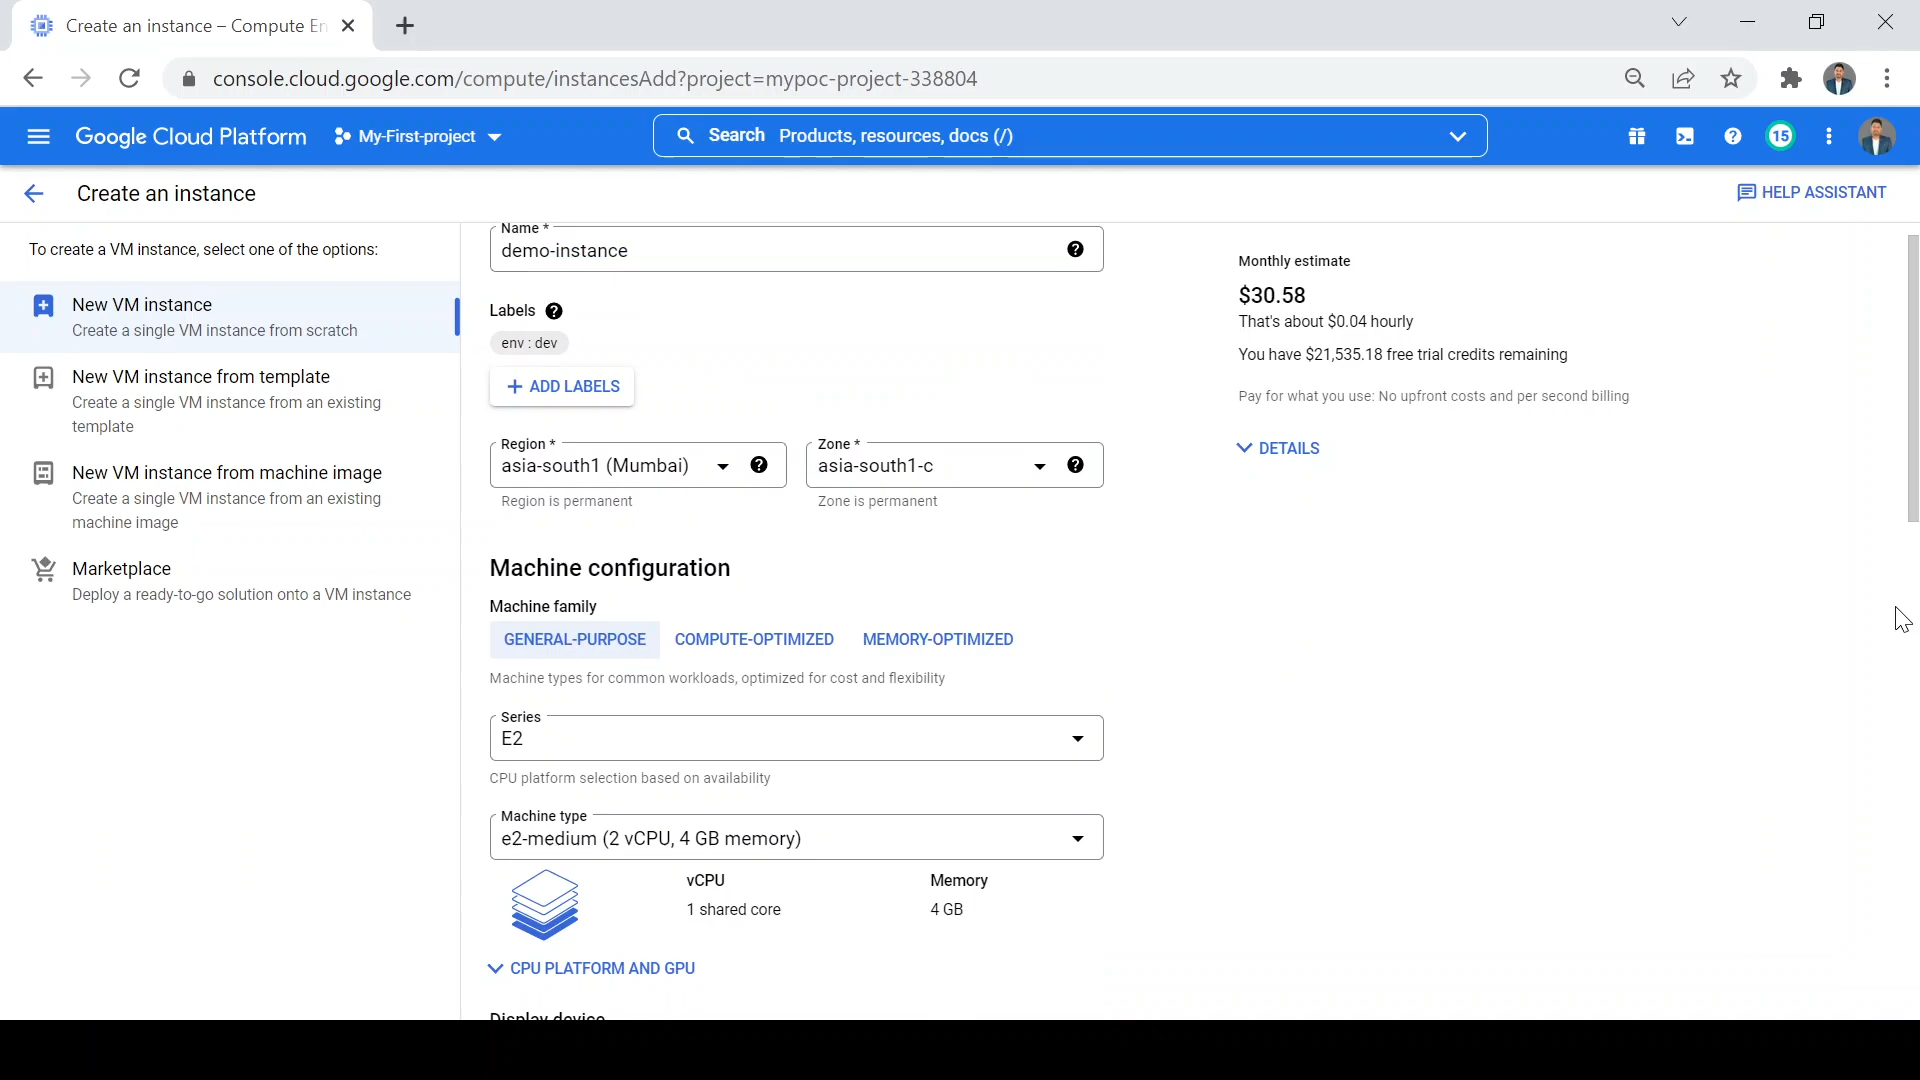 Create an instance – Compute En
console.cloud.google.com/compute/instancesAdd?project=mypoc-project-338804
Google Cloud Platform
My-First-project
Search Products, resources, docs (/)
15
Create an instance
HELP ASSISTANT
To create a VM instance, select one of the options:
New VM instance
Create a single VM instance from scratch
New VM instance from template
Create a single VM instance from an existing
template
New VM instance from machine image
Create a single VM instance from an existing
machine image
Marketplace
Deploy a ready-to-go solution onto a VM instance
Name *
demo-instance
Labels
env : dev
ADD LABELS
Region *
asia-south1 (Mumbai)
Region is permanent
Zone *
asia-south1-c
Zone is permanent
Machine configuration
Machine family
GENERAL-PURPOSE
COMPUTE-OPTIMIZED
MEMORY-OPTIMIZED
Machine types for common workloads, optimized for cost and flexibility
Series
E2
CPU platform selection based on availability
Machine type
e2-medium (2 vCPU, 4 GB memory)
vCPU
1 shared core
Memory
4 GB
CPU PLATFORM AND GPU
Display device
Monthly estimate
$30.58
That's about $0.04 hourly
You have $21,535.18 free trial credits remaining
Pay for what you use: No upfront costs and per second billing
DETAILS